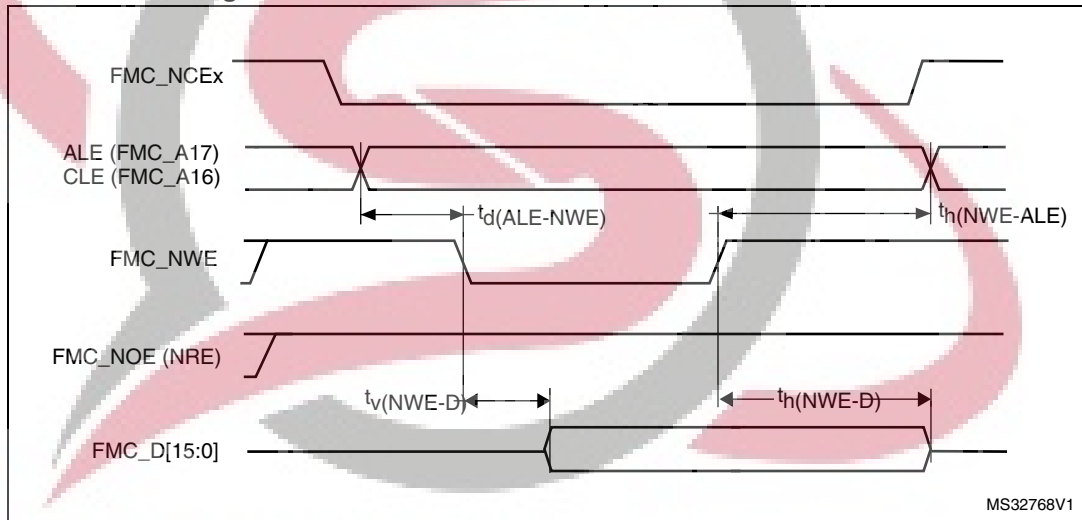 FMC_NCEx
ALE (FMC_A17)
CLE (FMC_A16)
td(ALE-NWE)
th(NWE-ALE)
FMC_NWE
FMC_NOE (NRE)
tv(NWE-D)
th(NWE-D)
FMC_D[15:0]
MS32768V1